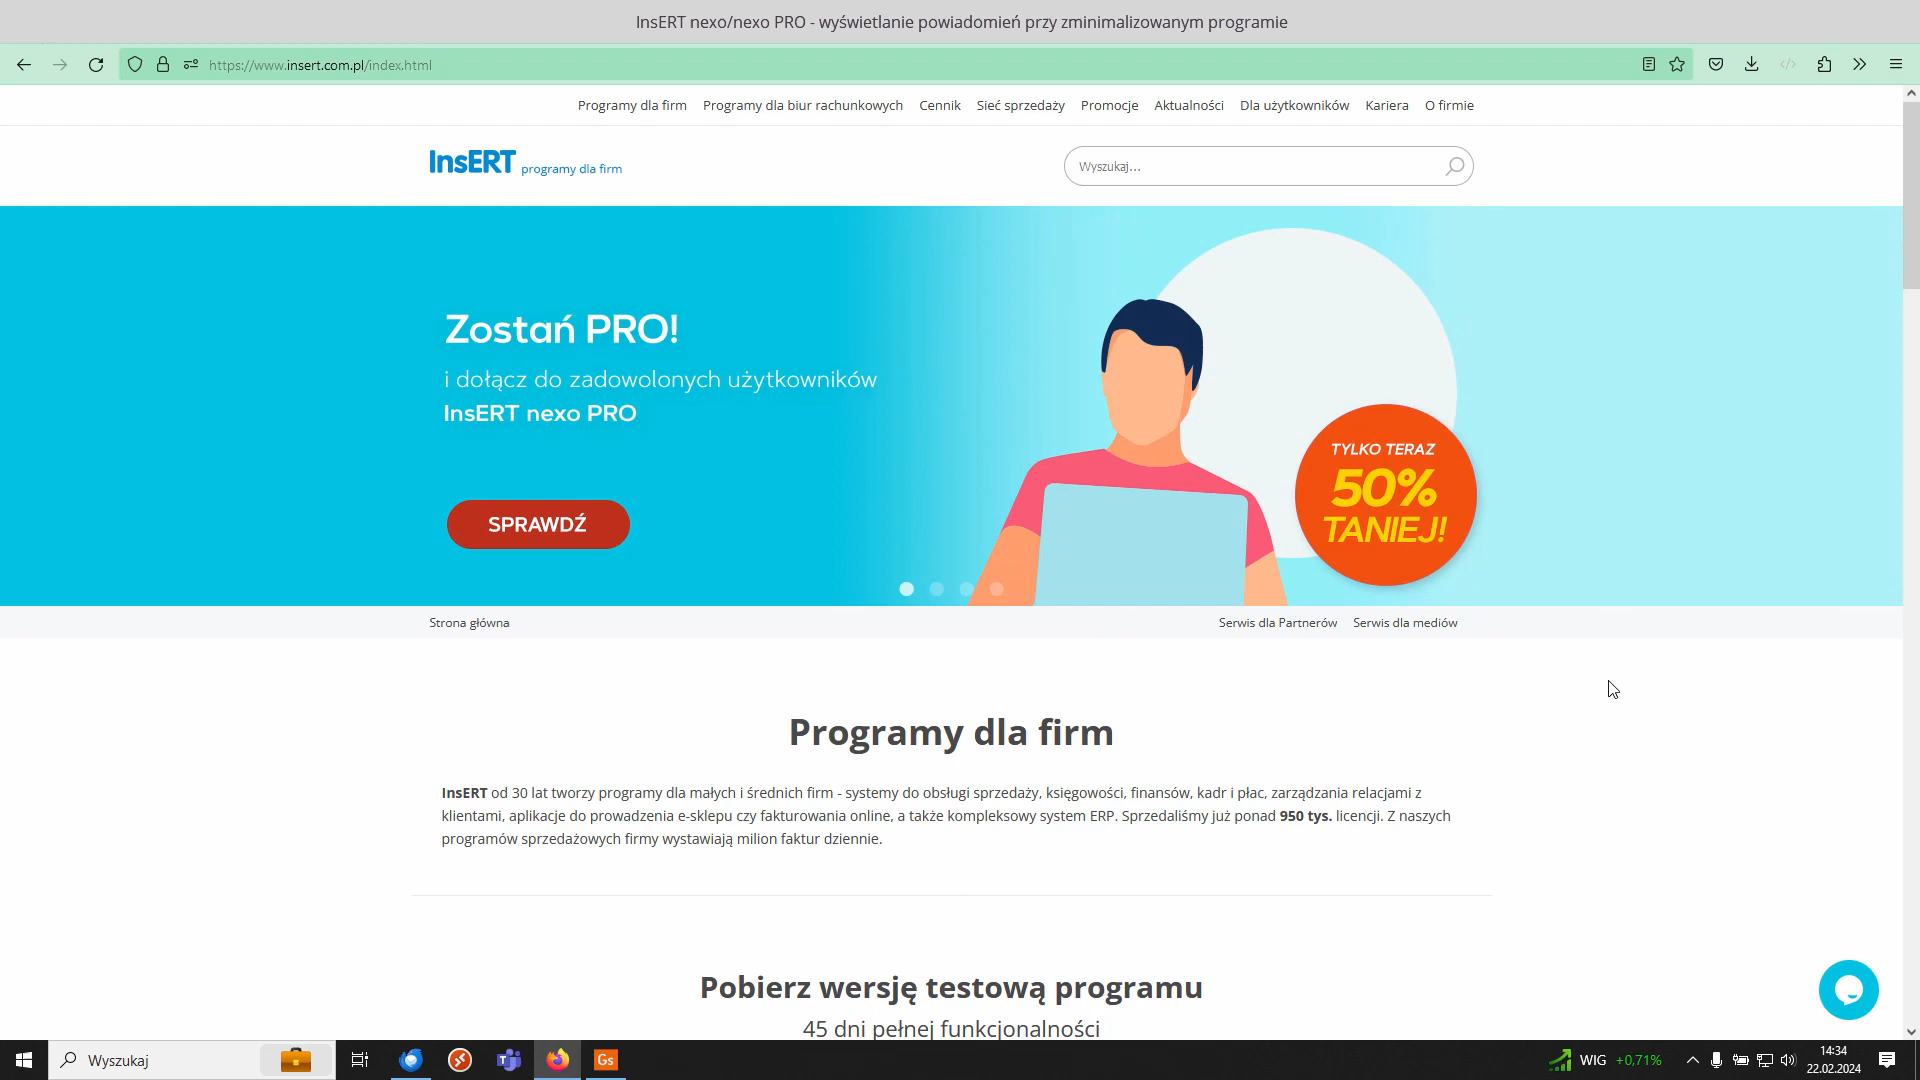 InsERT nexo/nexo PRO - wyświetlanie powiadomień przy zminimalizowanym programie
https://www.insert.com.pl/index.html
Programy dla firm Programy dla biur rachunkowych Cennik Sieć sprzedaży Promocje Aktualności Dla użytkowników Kariera O firmie
InsERT programy dla firm
Wyszukaj...
Zostań PRO!
i dołącz do zadowolonych użytkowników
InsERT nexo PRO
TYLKO TERAZ
50%
TANIEJ!
SPRAWDŹ
Strona główna Serwis dla Partnerów Serwis dla mediów
Programy dla firm
InsERT od 30 lat tworzy programy dla małych i średnich firm - systemy do obsługi sprzedaży, księgowości, finansów, kadr i płac, zarządzania relacjami z
klientami, aplikacje do prowadzenia e-sklepu czy fakturowania online, a także kompleksowy system ERP. Sprzedaliśmy już ponad 950 tys. licencji. Z naszych
programów sprzedażowych firmy wystawiają milion faktur dziennie.
Pobierz wersję testową programu
45 dni pełnej funkcjonalności
Wyszukaj
Gs
WIG +0,71%
14:34
22.02.2024